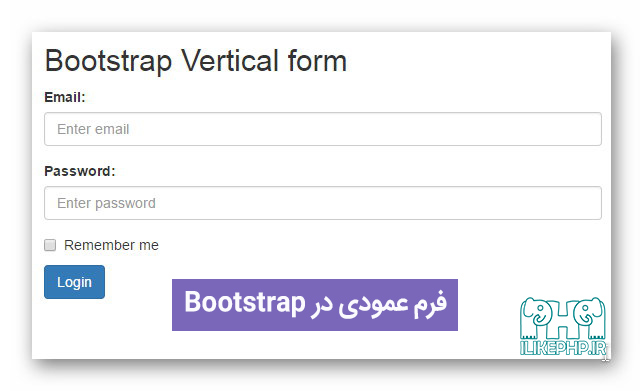 Bootstrap Vertical form
Email:
Enter email
Password:
Enter password
Remember me
Login
فرم عمودی در Bootstrap
ILIKEPHP.IR